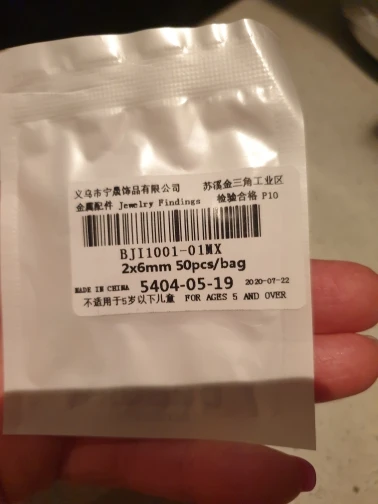 义乌市宁晟饰品有限公司 苏溪金三角工业区
金属配件 Jewelry Findings 检验合格 P10
BJI1001-01MX
2x6mm 50pcs/bag
MADE IN CHINA 5404-05-19 2020-07-22
不适用于5岁以下儿童 FOR AGES 5 AND OVER